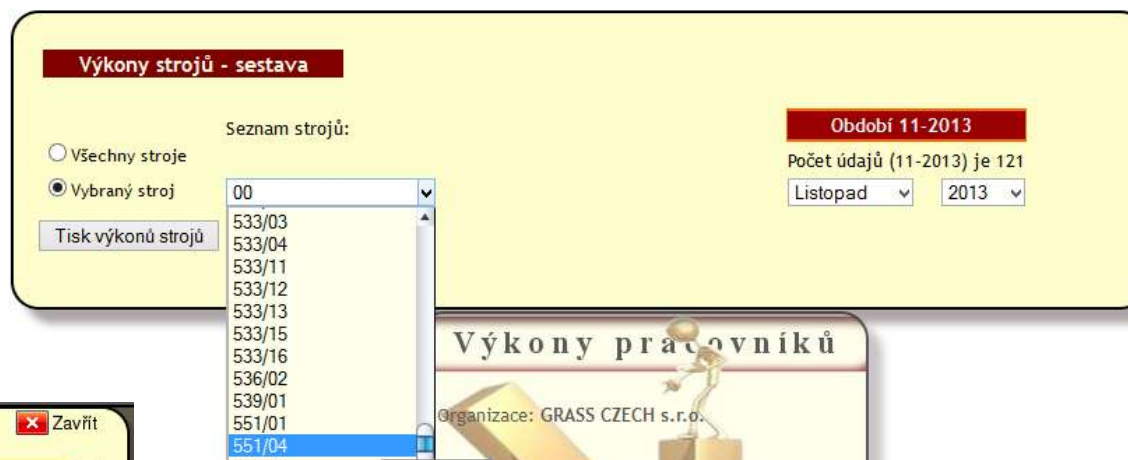 Výkony strojů - sestava
Seznam strojů:
Všechny stroje
Vybraný stroj
00
Tisk výkonů strojů
533/03
533/04
533/11
533/12
533/13
533/15
533/16
536/02
539/01
551/01
551/04
Období 11-2013
Počet údajů (11-2013) je 121
Listopad
2013
Výkony pracovníků
Organizace: GRASS CZECH s.r.o.
Zavřít